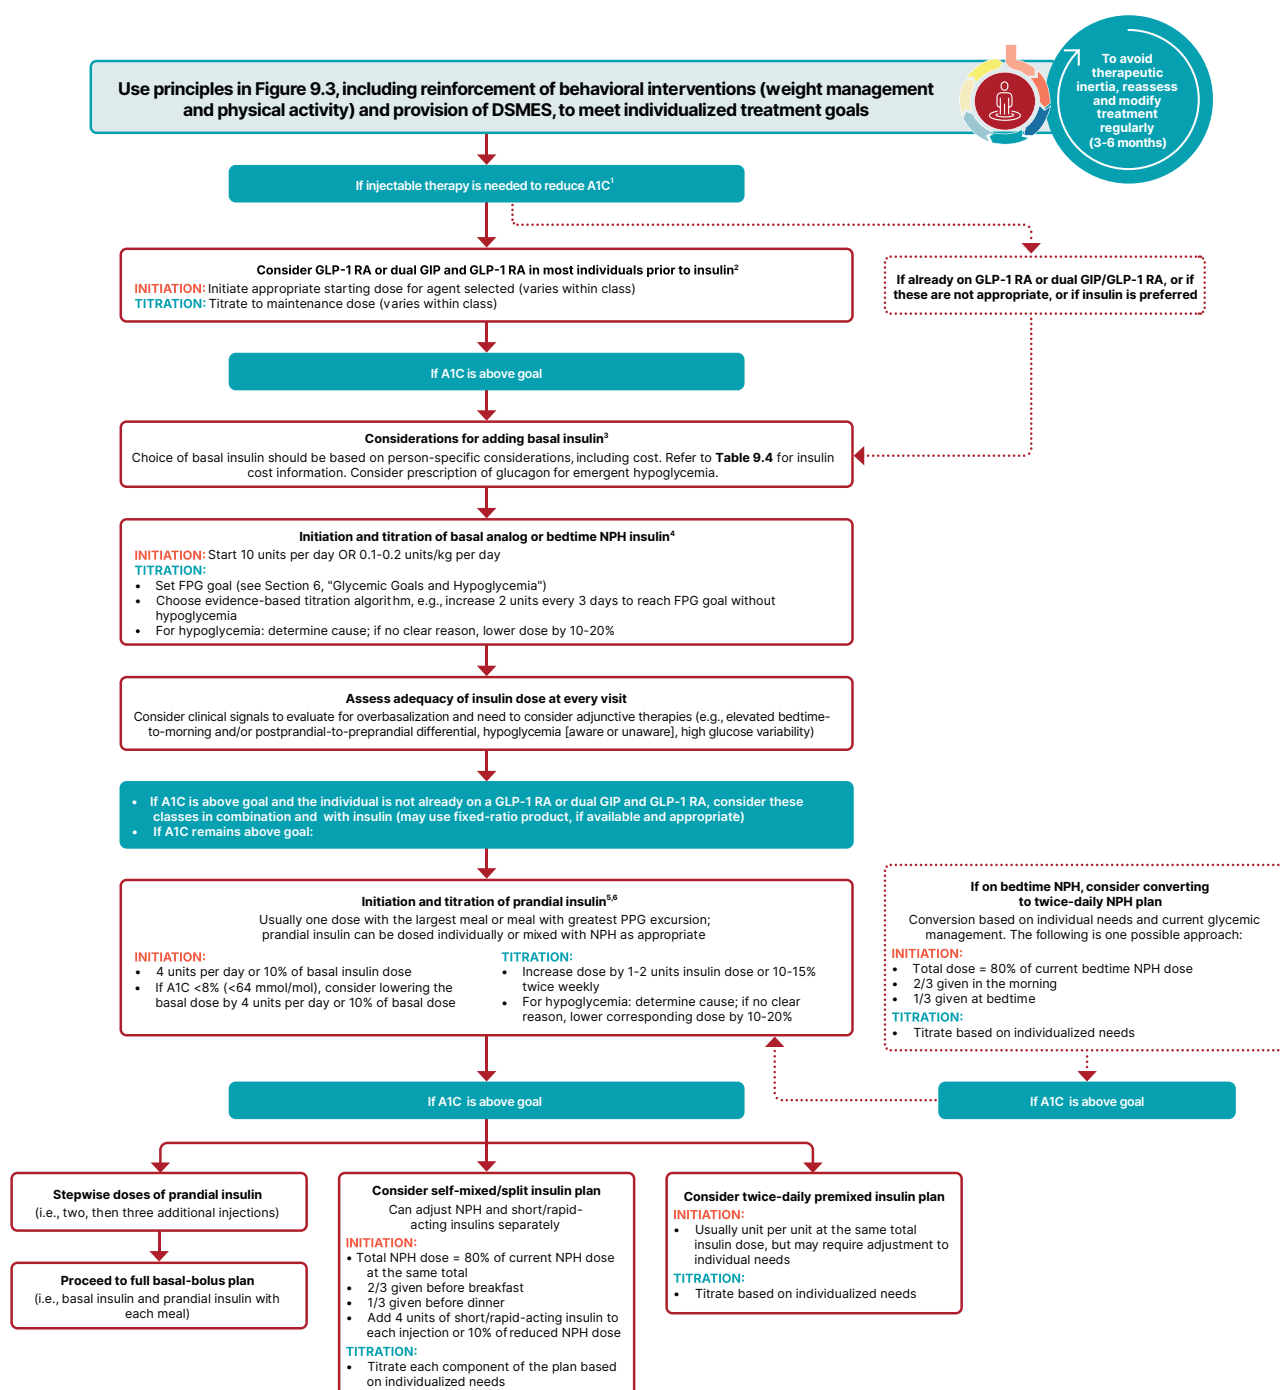 Use principles in Figure 9.3, including reinforcement of behavioral interventions (weight management
and physical activity) and provision of DSMES, to meet individualized treatment goals
To avoid
therapeutic
inertia, reassess
and modify
treatment
regularly
(3-6 months)
If injectable therapy is needed to reduce A1C¹
Consider GLP-1 RA or dual GIP and GLP-1 RA in most individuals prior to insulin²
INITIATION: Initiate appropriate starting dose for agent selected (varies within class)
TITRATION: Titrate to maintenance dose (varies within class)
If already on GLP-1 RA or dual GIP/GLP-1 RA, or if
these are not appropriate, or if insulin is preferred
If A1C is above goal
Considerations for adding basal insulin³
Choice of basal insulin should be based on person-specific considerations, including cost. Refer to Table 9.4 for insulin
cost information. Consider prescription of glucagon for emergent hypoglycemia.
Initiation and titration of basal analog or bedtime NPH insulin⁴
INITIATION: Start 10 units per day OR 0.1-0.2 units/kg per day
TITRATION:
• Set FPG goal (see Section 6, "Glycemic Goals and Hypoglycemia")
• Choose evidence-based titration algorithm, e.g., increase 2 units every 3 days to reach FPG goal without
hypoglycemia
• For hypoglycemia: determine cause; if no clear reason, lower dose by 10-20%
Assess adequacy of insulin dose at every visit
Consider clinical signals to evaluate for overbasalization and need to consider adjunctive therapies (e.g., elevated bedtime-
to-morning and/or postprandial-to-preprandial differential, hypoglycemia [aware or unaware], high glucose variability)
• If A1C is above goal and the individual is not already on a GLP-1 RA or dual GIP and GLP-1 RA, consider these
classes in combination and with insulin (may use fixed-ratio product, if available and appropriate)
• If A1C remains above goal:
Initiation and titration of prandial insulin⁵,⁶
Usually one dose with the largest meal or meal with greatest PPG excursion;
prandial insulin can be dosed individually or mixed with NPH as appropriate
INITIATION:
• 4 units per day or 10% of basal insulin dose
• If A1C <8% (<64 mmol/mol), consider lowering the
basal dose by 4 units per day or 10% of basal dose
TITRATION:
• Increase dose by 1-2 units insulin dose or 10-15%
twice weekly
• For hypoglycemia: determine cause; if no clear
reason, lower corresponding dose by 10-20%
If on bedtime NPH, consider converting
to twice-daily NPH plan
Conversion based on individual needs and current glycemic
management. The following is one possible approach:
INITIATION:
• Total dose = 80% of current bedtime NPH dose
• 2/3 given in the morning
• 1/3 given at bedtime
TITRATION:
• Titrate based on individualized needs
If A1C is above goal
If A1C is above goal
Stepwise doses of prandial insulin
(i.e., two, then three additional injections)
Proceed to full basal-bolus plan
(i.e., basal insulin and prandial insulin with
each meal)
Consider self-mixed/split insulin plan
Can adjust NPH and short/rapid-
acting insulins separately
INITIATION:
• Total NPH dose = 80% of current NPH dose
at the same total
• 2/3 given before breakfast
• 1/3 given before dinner
• Add 4 units of short/rapid-acting insulin to
each injection or 10% of reduced NPH dose
TITRATION:
• Titrate each component of the plan based
on individualized needs
Consider twice-daily premixed insulin plan
INITIATION:
• Usually unit per unit at the same total
insulin dose, but may require adjustment to
individual needs
TITRATION:
• Titrate based on individualized needs